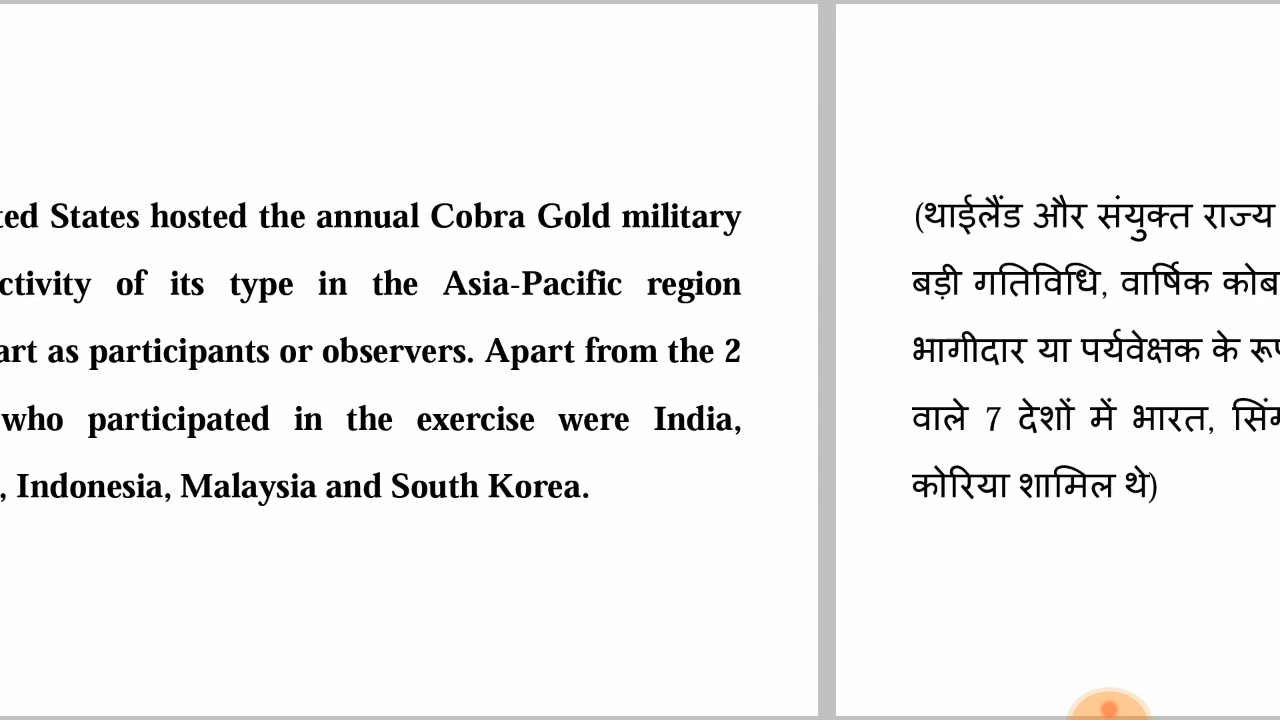 ted States hosted the annual Cobra Gold military
ctivity of its type in the Asia-Pacific region
art as participants or observers. Apart from the 2
who participated in the exercise were India,
, Indonesia, Malaysia and South Korea.
(थाईलैंड और संयुक्त राज्य
बड़ी गतिविधि, वार्षिक कोब
भागीदार या पर्यवेक्षक के रूप
वाले 7 देशों में भारत, सिंग
कोरिया शामिल थे)